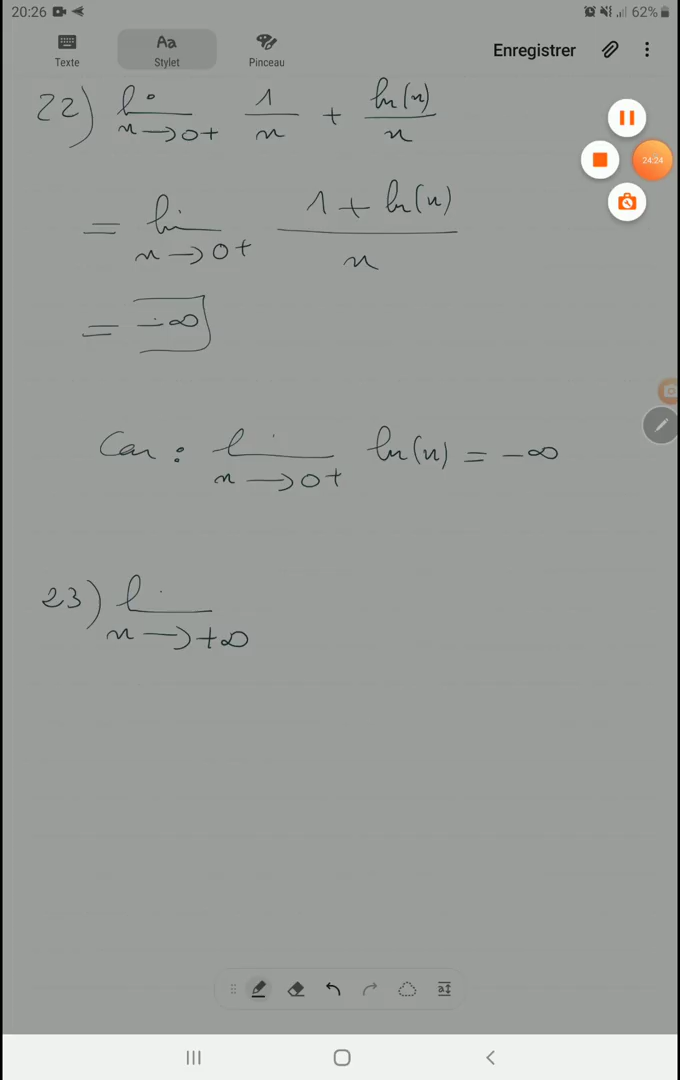 20:26 62%
Texte Stylet Pinceau Enregistrer
24:24
22) lim x→0+ 1/x + ln(x)/x
= lim x→0+ (1 + ln(x))/x
= -∞
Car : lim x→0+ ln(x) = -∞
23) lim x→+∞